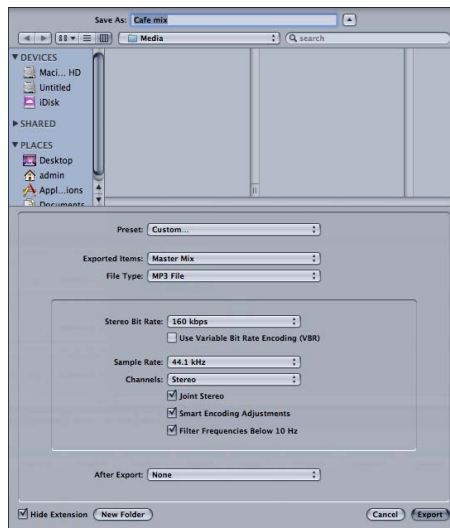 Save As: Cafe mix
Media
search
DEVICES
Maci... HD
Untitled
iDisk
SHARED
PLACES
Desktop
admin
Appl...ions
Documents
Preset: Custom...
Exported Items: Master Mix
File Type: MP3 File
Stereo Bit Rate: 160 kbps
Use Variable Bit Rate Encoding (VBR)
Sample Rate: 44.1 kHz
Channels: Stereo
Joint Stereo
Smart Encoding Adjustments
Filter Frequencies Below 10 Hz
After Export: None
Hide Extension New Folder Cancel Export